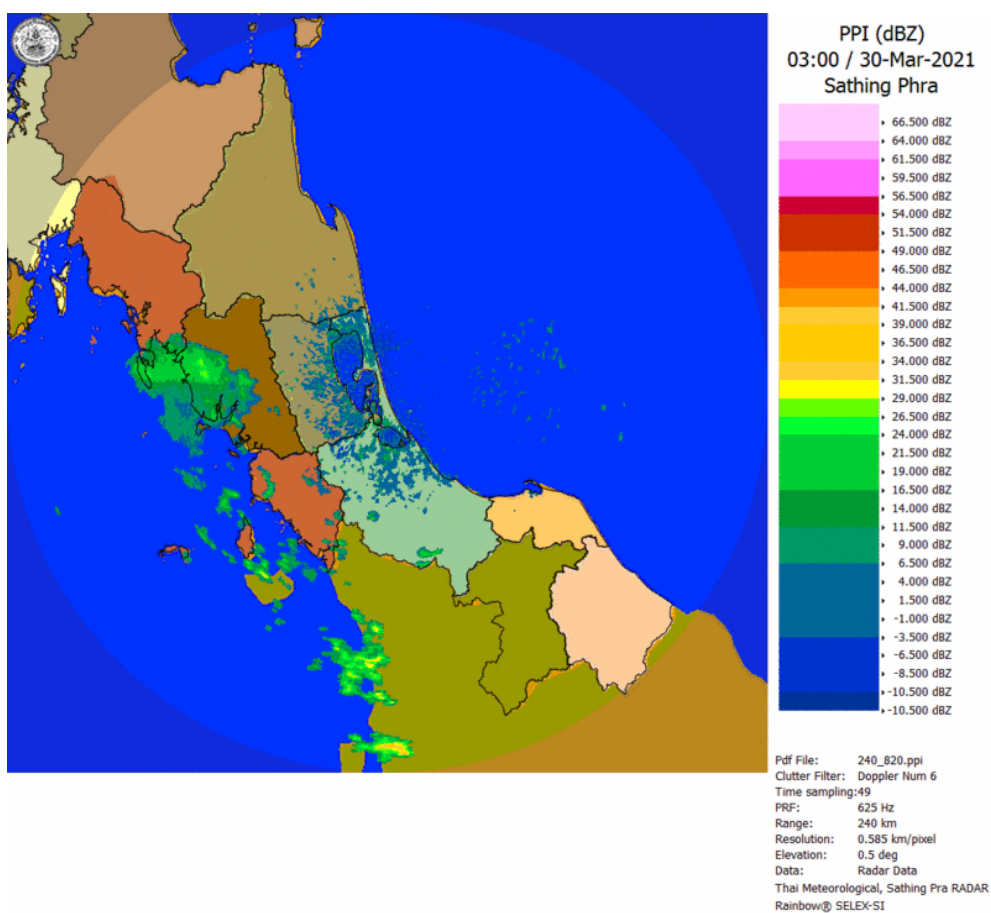 PPI (dBZ)
03:00 / 30-Mar-2021
Sathing Phra
66.500 dBZ
64.000 dBZ
61.500 dBZ
59.500 dBZ
56.500 dBZ
54.000 dBZ
51.500 dBZ
49.000 dBZ
46.500 dBZ
44.000 dBZ
41.500 dBZ
39.000 dBZ
36.500 dBZ
34.000 dBZ
31.500 dBZ
29.000 dBZ
26.500 dBZ
24.000 dBZ
21.500 dBZ
19.000 dBZ
16.500 dBZ
14.000 dBZ
11.500 dBZ
9.000 dBZ
6.500 dBZ
4.000 dBZ
1.500 dBZ
-1.000 dBZ
-3.500 dBZ
-6.500 dBZ
-8.500 dBZ
-10.500 dBZ
-10.500 dBZ
Pdf File: 240_820.ppi
Clutter Filter: Doppler Num 6
Time sampling:49
PRF: 625 Hz
Range: 240 km
Resolution: 0.585 km/pixel
Elevation: 0.5 deg
Data: Radar Data
Thai Meteorological, Sathing Pra RADAR
Rainbow® SELEX-SI